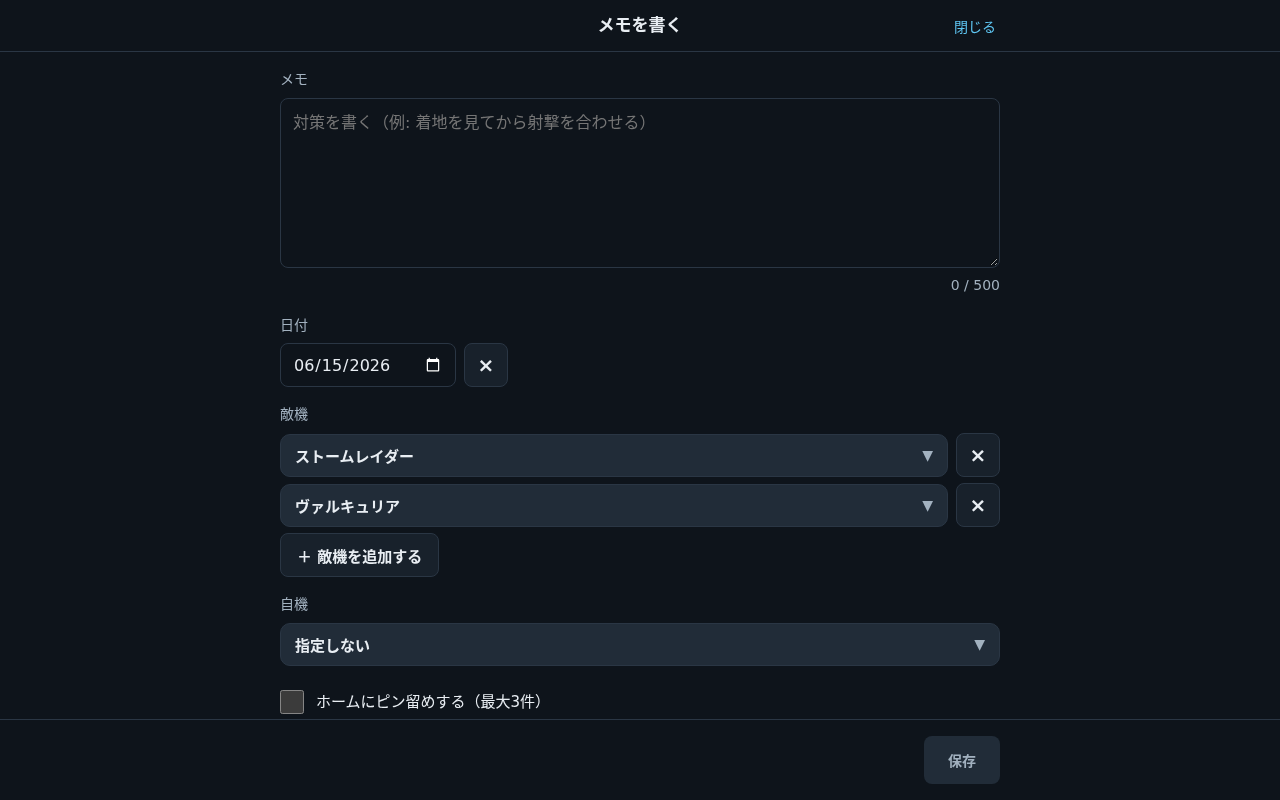 メモを書く
閉じる
メモ
対策を書く（例: 着地を見てから射撃を合わせる）
0 / 500
日付
06/15/2026
×
敵機
ストームレイダー ▼
×
ヴァルキュリア ▼
×
＋ 敵機を追加する
自機
指定しない ▼
ホームにピン留めする（最大3件）
保存